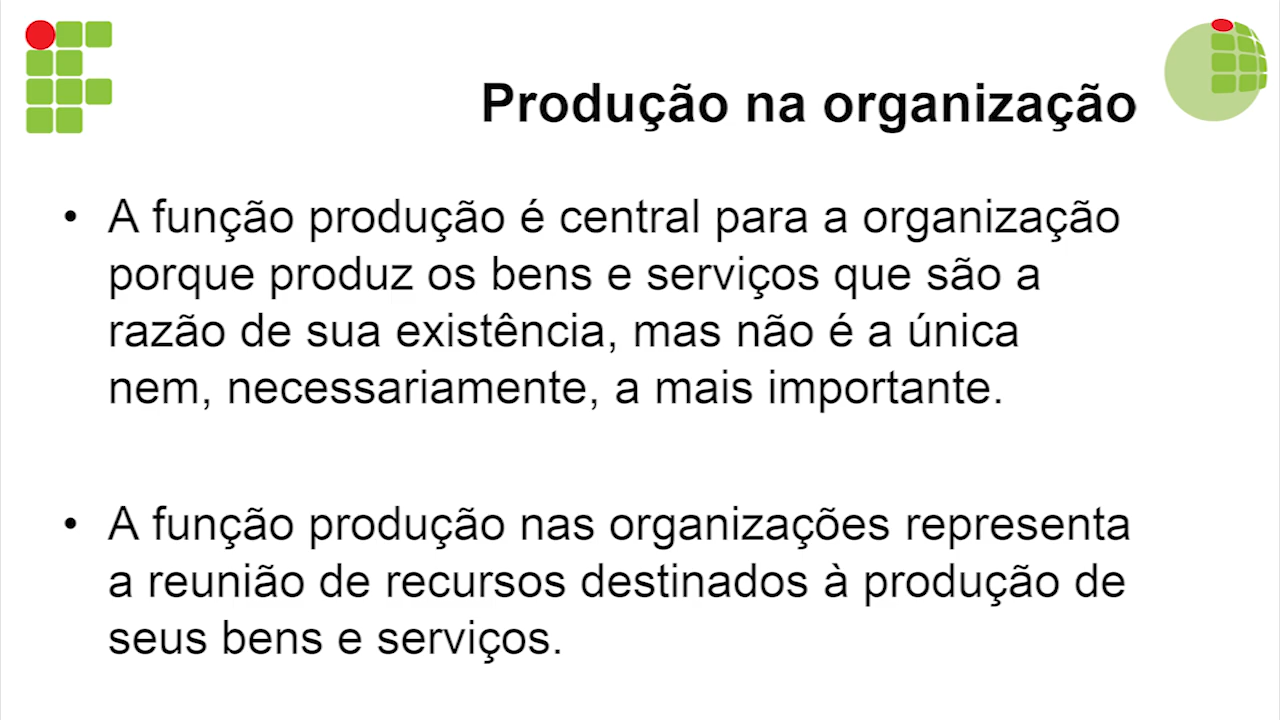 Produção na organização
• A função produção é central para a organização
porque produz os bens e serviços que são a
razão de sua existência, mas não é a única
nem, necessariamente, a mais importante.
• A função produção nas organizações representa
a reunião de recursos destinados à produção de
seus bens e serviços.